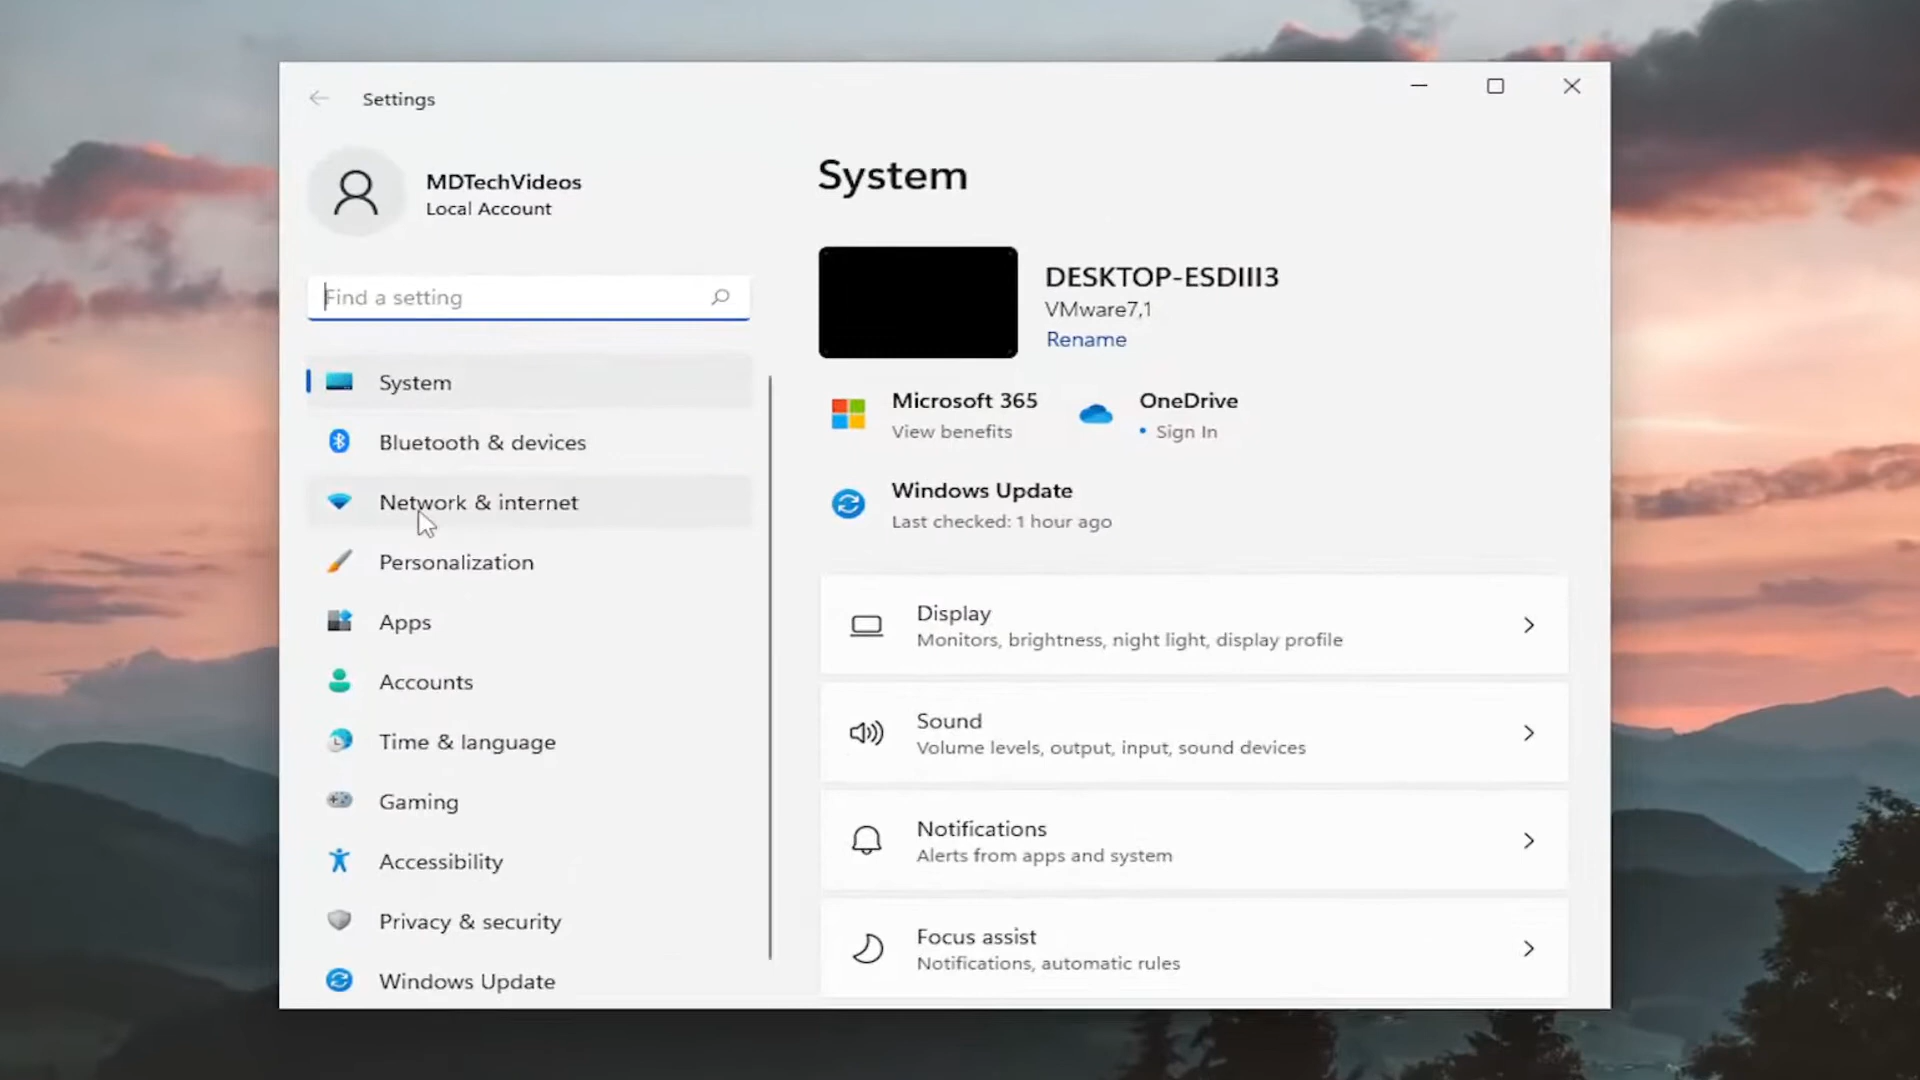 Settings
MDTechVideos
Local Account
Find a setting
System
Bluetooth & devices
Network & internet
Personalization
Apps
Accounts
Time & language
Gaming
Accessibility
Privacy & security
Windows Update
System
DESKTOP-ESDIII3
VMware7,1
Rename
Microsoft 365
View benefits
OneDrive
• Sign In
Windows Update
Last checked: 1 hour ago
Display
Monitors, brightness, night light, display profile
Sound
Volume levels, output, input, sound devices
Notifications
Alerts from apps and system
Focus assist
Notifications, automatic rules